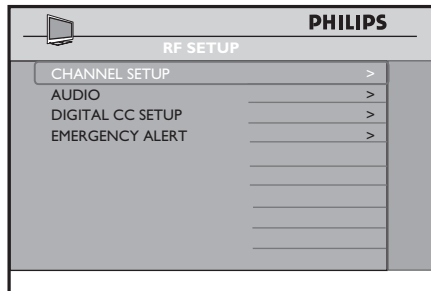 PHILIPS
RF SETUP
CHANNEL SETUP >
AUDIO >
DIGITAL CC SETUP >
EMERGENCY ALERT >